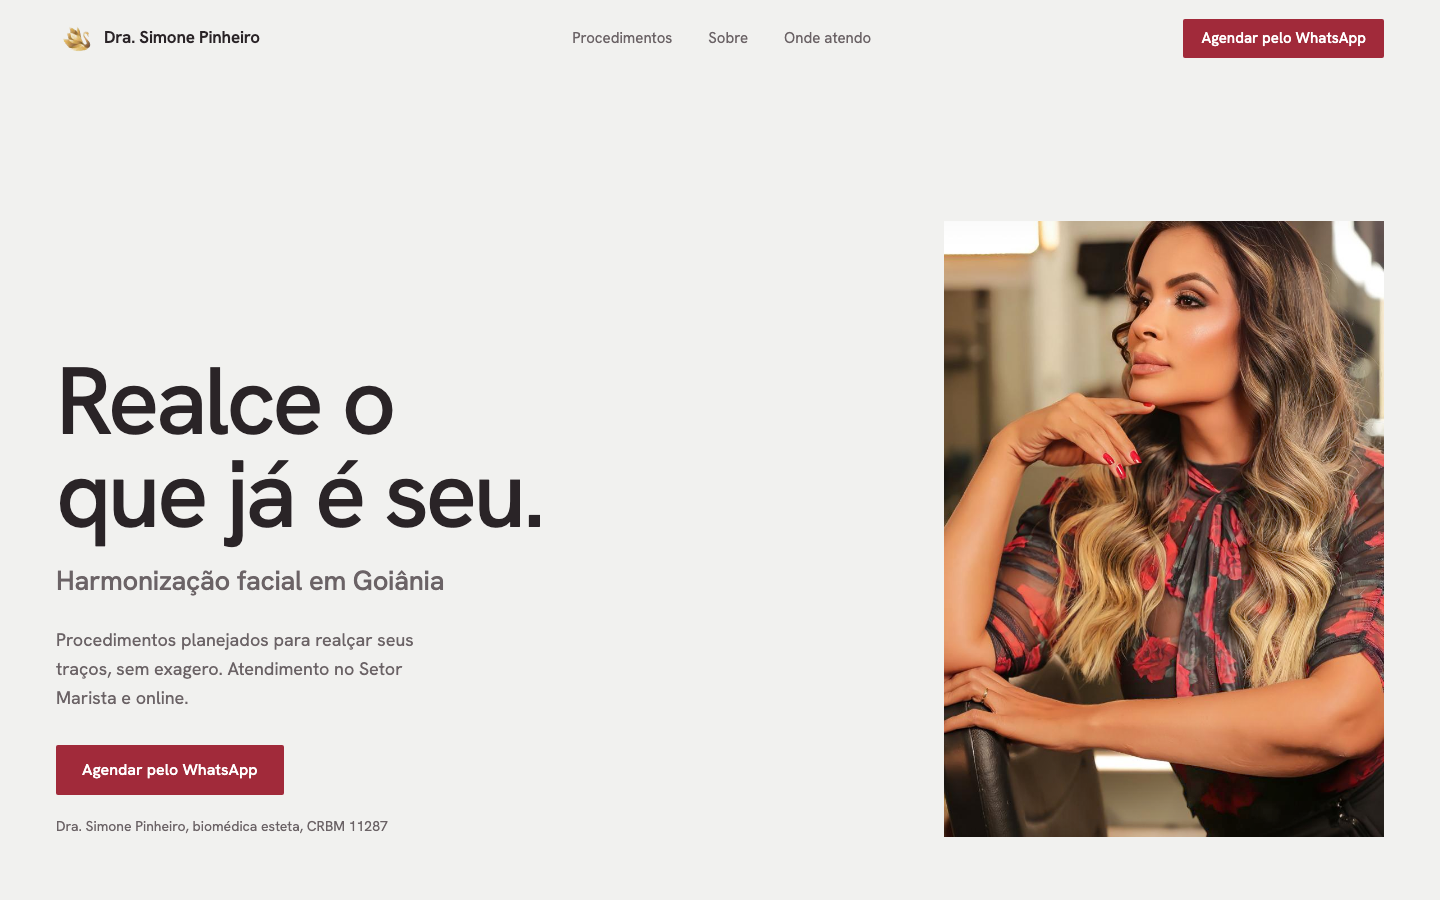 Dra. Simone Pinheiro
Procedimentos
Sobre
Onde atendo
Agendar pelo WhatsApp
Realce o
que já é seu.
Harmonização facial em Goiânia
Procedimentos planejados para realçar seus
traços, sem exagero. Atendimento no Setor
Marista e online.
Agendar pelo WhatsApp
Dra. Simone Pinheiro, biomédica esteta, CRBM 11287